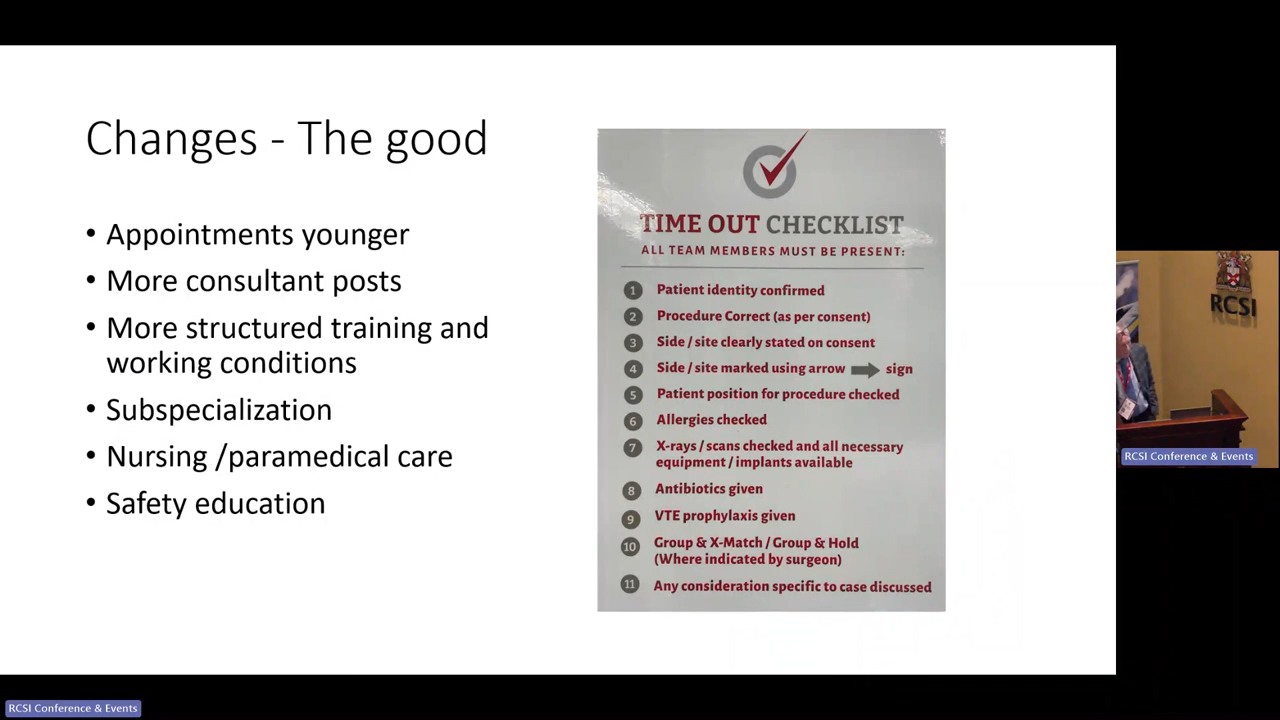 Changes - The good
• Appointments younger
• More consultant posts
• More structured training and
working conditions
• Subspecialization
• Nursing /paramedical care
• Safety education
TIME OUT CHECKLIST
ALL TEAM MEMBERS MUST BE PRESENT:
1 Patient identity confirmed
2 Procedure Correct (as per consent)
3 Side / site clearly stated on consent
4 Side / site marked using arrow sign
5 Patient position for procedure checked
6 Allergies checked
7 X-rays / scans checked and all necessary
equipment / implants available
8 Antibiotics given
9 VTE prophylaxis given
10 Group & X-Match / Group & Hold
(Where indicated by surgeon)
11 Any consideration specific to case discussed
RCSI
RCSI Conference & Events
RCSI Conference & Events